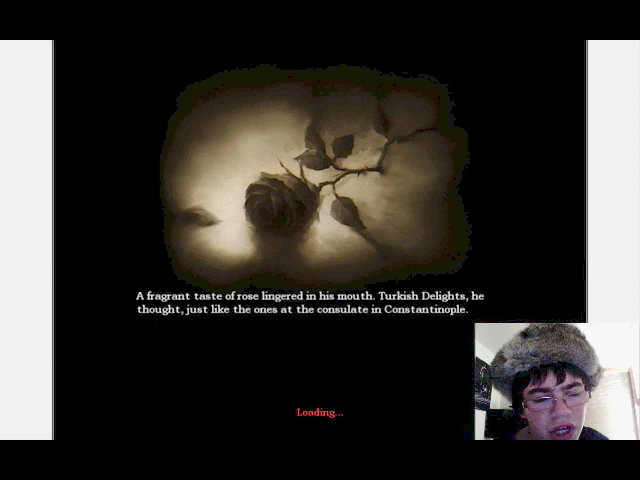 A fragrant taste of rose lingered in his mouth. Turkish Delights, he
thought, just like the ones at the consulate in Constantinople.
Loading...